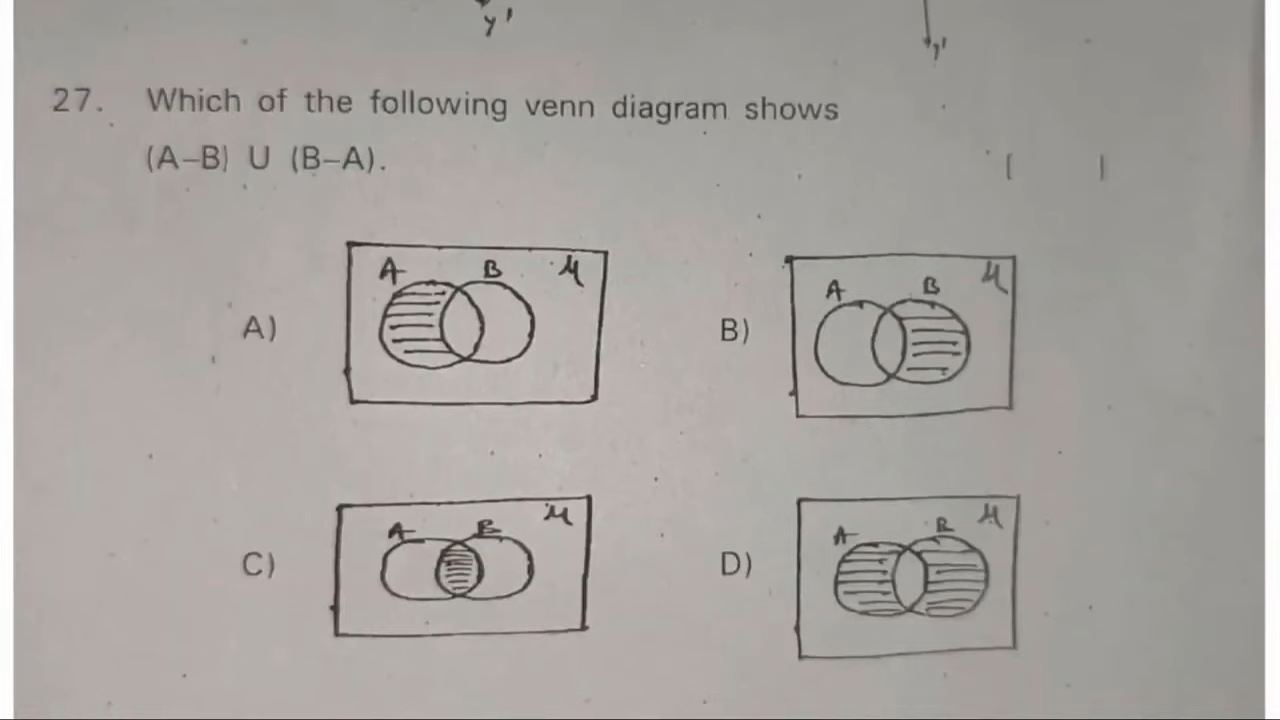 y'
y'
27. Which of the following venn diagram shows
(A–B) U (B–A).
[ ]
A) A B μ
B) A B μ
C) A B μ
D) A B μ